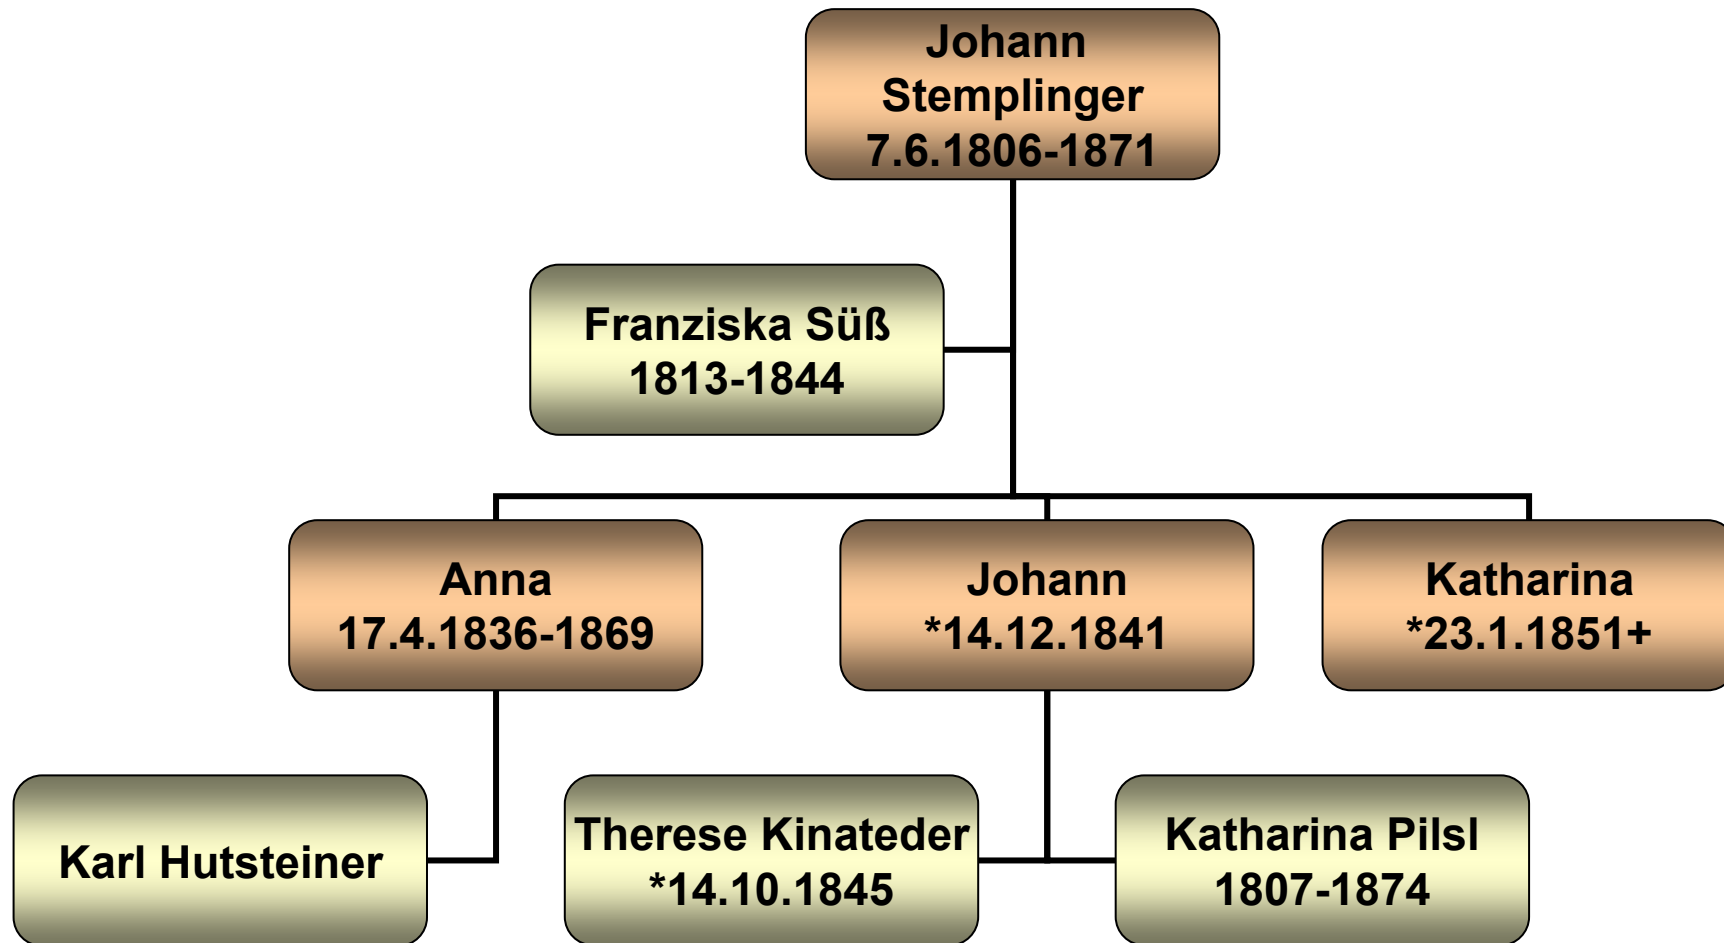 Johann
Stemplinger
7.6.1806-1871
Franziska Süß
1813-1844
Anna
17.4.1836-1869
Johann
*14.12.1841
Katharina
*23.1.1851+
Karl Hutsteiner
Therese Kinateder
*14.10.1845
Katharina Pilsl
1807-1874